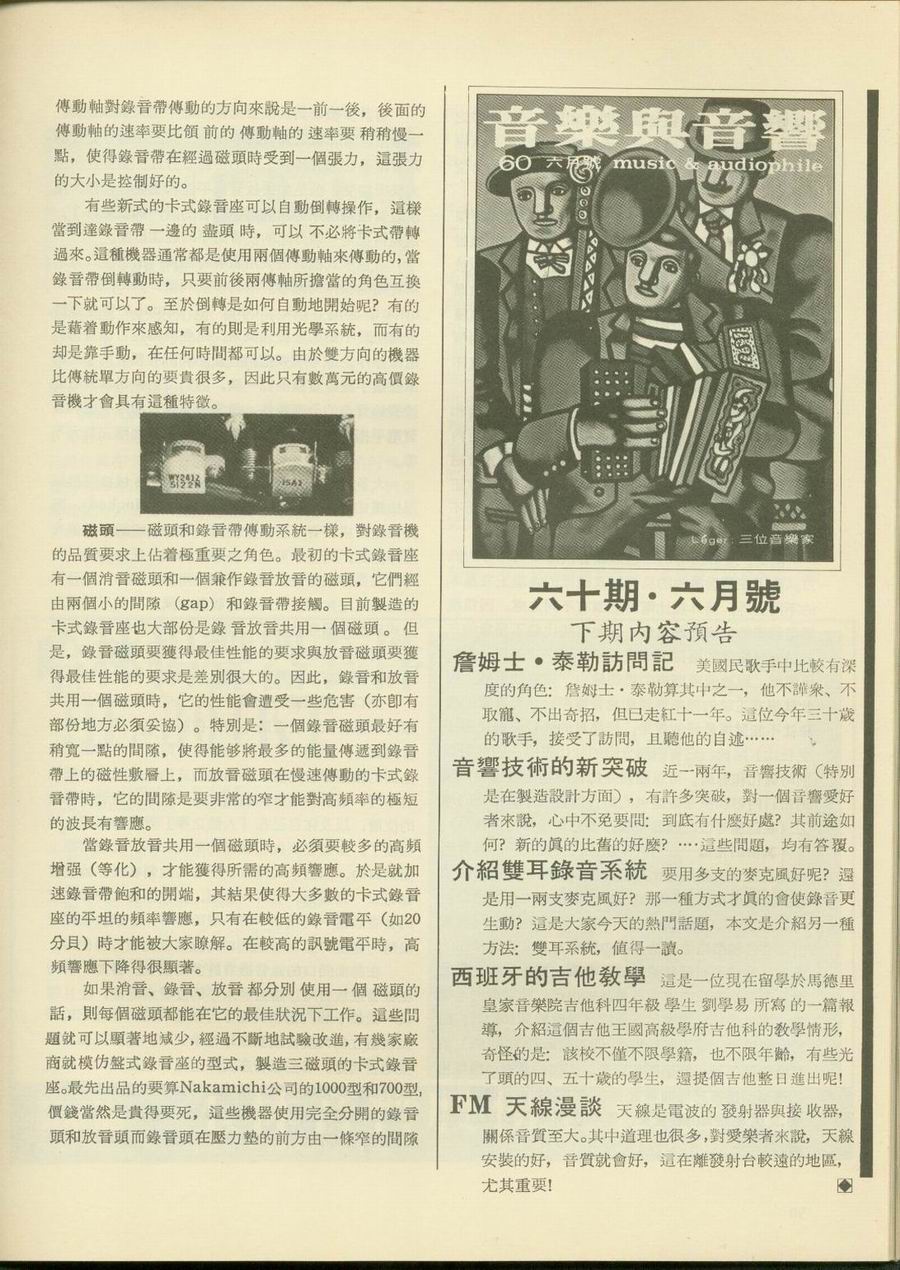 傳動軸對錄音帶傳動的方向來說是一前一後，後面的
傳動軸的速率要比領前的傳動軸的速率要稍稍慢一
點，使得錄音帶在經過磁頭時受到一個張力，這張力
的大小是控制好的。
有些新式的卡式錄音座可以自動倒轉操作，這樣
當到達錄音帶一邊的盡頭時，可以不必將卡式帶轉
過來。這種機器通常都是使用兩個傳動軸來傳動的，當
錄音帶倒轉動時，只要前後兩傳軸所擔當的角色互換
一下就可以了。至於倒轉是如何自動地開始呢？有的
是藉着動作來感知，有的則是利用光學系統，而有的
却是靠手動，在任何時間都可以。由於雙方向的機器
比傳統單方向的要貴很多，因此只有數萬元的高價錄
音機才會具有這種特徵。
WY2417
5122N
15A1
磁頭——磁頭和錄音帶傳動系統一樣，對錄音機
的品質要求上佔着極重要之角色。最初的卡式錄音座
有一個消音磁頭和一個兼作錄音放音的磁頭，它們經
由兩個小的間隙（gap）和錄音帶接觸。目前製造的
卡式錄音座也大部份是錄音放音共用一個磁頭。但
是，錄音磁頭要獲得最佳性能的要求與放音磁頭要獲
得最佳性能的要求是差別很大的。因此，錄音和放音
共用一個磁頭時，它的性能會遭受一些危害（亦卽有
部份地方必須妥協）。特別是：一個錄音磁頭最好有
稍寬一點的間隙，使得能够將最多的能量傳遞到錄音
帶上的磁性敷層上，而放音磁頭在慢速傳動的卡式錄
音帶時，它的間隙是要非常的窄才能對高頻率的極短
的波長有響應。
當錄音放音共用一個磁頭時，必須要較多的高頻
增强（等化），才能獲得所需的高頻響應。於是就加
速錄音帶飽和的開端，其結果使得大多數的卡式錄音
座的平坦的頻率響應，只有在較低的錄音電平（如20
分貝）時才能被大家瞭解。在較高的訊號電平時，高
頻響應下降得很顯著。
如果消音、錄音、放音都分別使用一個磁頭的
話，則每個磁頭都能在它的最佳狀況下工作。這些問
題就可以顯著地減少，經過不斷地試驗改進，有幾家廠
商就模仿盤式錄音座的型式，製造三磁頭的卡式錄音
座。最先出品的要算Nakamichi公司的1000型和700型，
價錢當然是貴得要死，這些機器使用完全分開的錄音
頭和放音頭而錄音頭在壓力墊的前方由一條窄的間隙
音樂與音響
60 六月號 music & audiophile
Léger：三位音樂家
六十期·六月號
下期內容預告
詹姆士·泰勒訪問記 美國民歌手中比較有深
度的角色：詹姆士·泰勒算其中之一，他不譁衆、不
取寵、不出奇招，但已走紅十一年。這位今年三十歲
的歌手，接受了訪問，且聽他的自述……
音響技術的新突破 近一兩年，音響技術（特別
是在製造設計方面），有許多突破，對一個音響愛好
者來說，心中不免要問：到底有什麼好處？其前途如
何？新的眞的比舊的好麼？‥‥這些問題，均有答覆。
介紹雙耳錄音系統 要用多支的麥克風好呢？還
是用一兩支麥克風好？那一種方式才眞的會使錄音更
生動？這是大家今天的熱門話題，本文是介紹另一種
方法：雙耳系統，値得一讀。
西班牙的吉他敎學 這是一位現在留學於馬德里
皇家音樂院吉他科四年級學生劉學易所寫的一篇報
導，介紹這個吉他王國高級學府吉他科的敎學情形，
奇怪的是：該校不僅不限學籍，也不限年齡，有些光
了頭的四、五十歲的學生，還提個吉他整日進出呢！
FM 天線漫談 天線是電波的發射器與接收器，
關係音質至大。其中道理也很多，對愛樂者來說，天線
安裝的好，音質就會好，這在離發射台較遠的地區，
尤其重要！